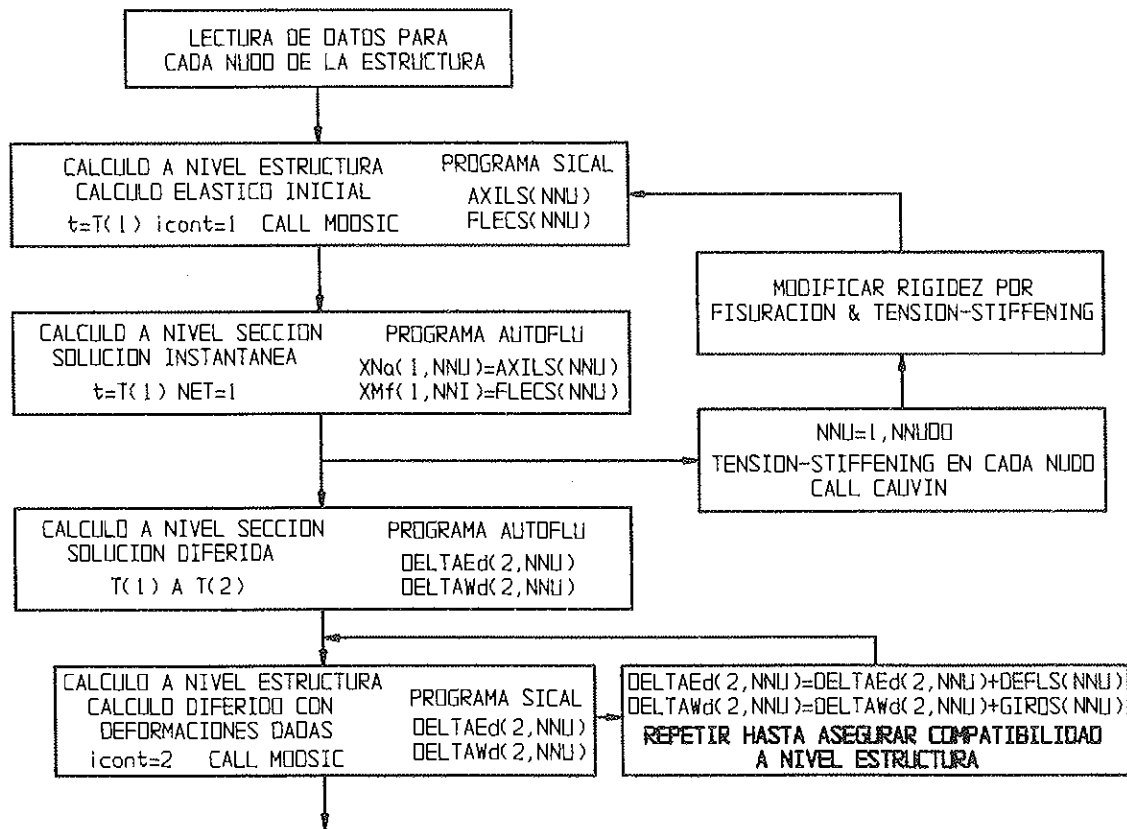 LECTURA DE DATOS PARA
CADA NUDO DE LA ESTRUCTURA
CALCULO A NIVEL ESTRUCTURA
CALCULO ELASTICO INICIAL
t=T(1) icont=1 CALL MODSIC
PROGRAMA SICAL
AXILS(NNU)
FLECS(NNU)
MODIFICAR RIGIDEZ POR
FISURACION & TENSION-STIFFENING
CALCULO A NIVEL SECCION
SOLUCION INSTANTANEA
t=T(1) NET=1
PROGRAMA AUTOFLU
XNa(1,NNU)=AXILS(NNU)
XMf(1,NNI)=FLECS(NNU)
NNU=1,NNUDO
TENSION-STIFFENING EN CADA NUDO
CALL CAUVIN
CALCULO A NIVEL SECCION
SOLUCION DIFERIDA
T(1) A T(2)
PROGRAMA AUTOFLU
DELTAEd(2,NNU)
DELTAWd(2,NNU)
CALCULO A NIVEL ESTRUCTURA
CALCULO DIFERIDO CON
DEFORMACIONES DADAS
icont=2 CALL MODSIC
PROGRAMA SICAL
DELTAEd(2,NNU)
DELTAWd(2,NNU)
DELTAEd(2,NNU)=DELTAEd(2,NNU)+DEFLS(NNU)
DELTAWd(2,NNU)=DELTAWd(2,NNU)+GIROS(NNU)
REPETIR HASTA ASEGURAR COMPATIBILIDAD
A NIVEL ESTRUCTURA